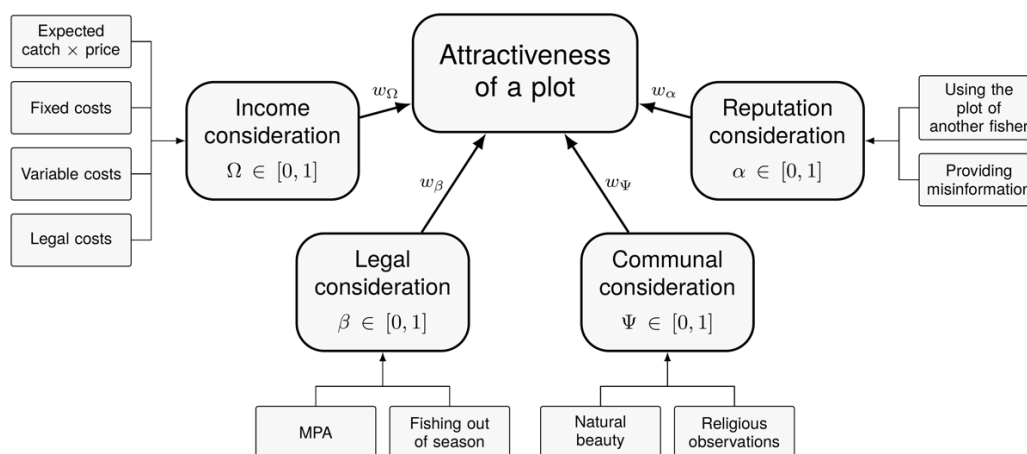 Expected
catch × price
Fixed costs
Variable costs
Legal costs
Income
consideration
Ω ∈ [0, 1]
w_Ω
Attractiveness
of a plot
w_α
Reputation
consideration
α ∈ [0, 1]
Using the
plot of
another fisher
Providing
misinformation
w_β
w_Ψ
Legal
consideration
β ∈ [0, 1]
Communal
consideration
Ψ ∈ [0, 1]
MPA
Fishing out
of season
Natural
beauty
Religious
observations